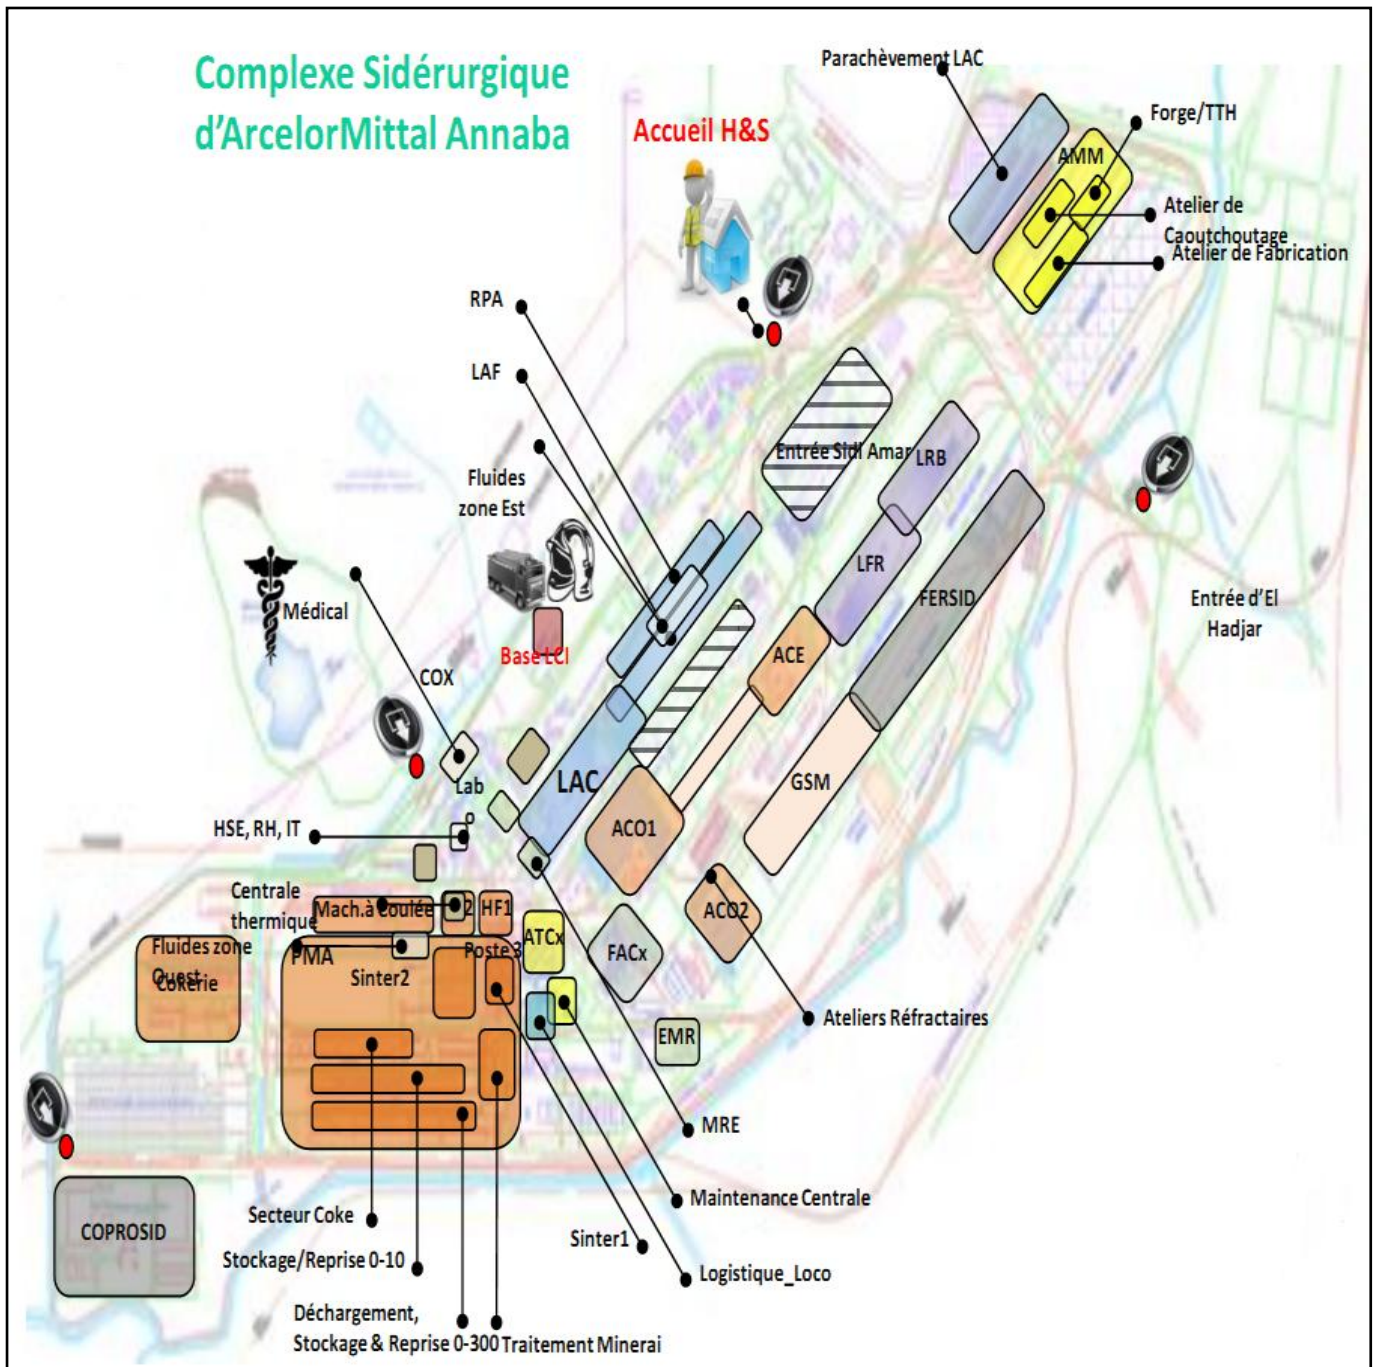 Complexe Sidérurgique
d'ArcelorMittal Annaba
Parachèvement LAC
Accueil H&S
Forge/TTH
AMM
Atelier de
Caoutchoutage
Atelier de Fabrication
RPA
LAF
Fluides
zone Est
Entrée Sidi Amar
LRB
LFR
FERSID
Entrée d'El
Hadjar
Médical
Base LCI
ACE
COX
LAC
GSM
Lab
o
HSE, RH, IT
ACO1
Centrale
thermique
Mach.à Coulée
2
HF1
ACO2
Fluides zone
Ouest
Cokerie
PMA
Sinter2
Poste 3
ATCx
FACx
Ateliers Réfractaires
EMR
MRE
Maintenance Centrale
COPROSID
Secteur Coke
Sinter1
Stockage/Reprise 0-10
Logistique_Loco
Déchargement,
Stockage & Reprise 0-300
Traitement Minerai